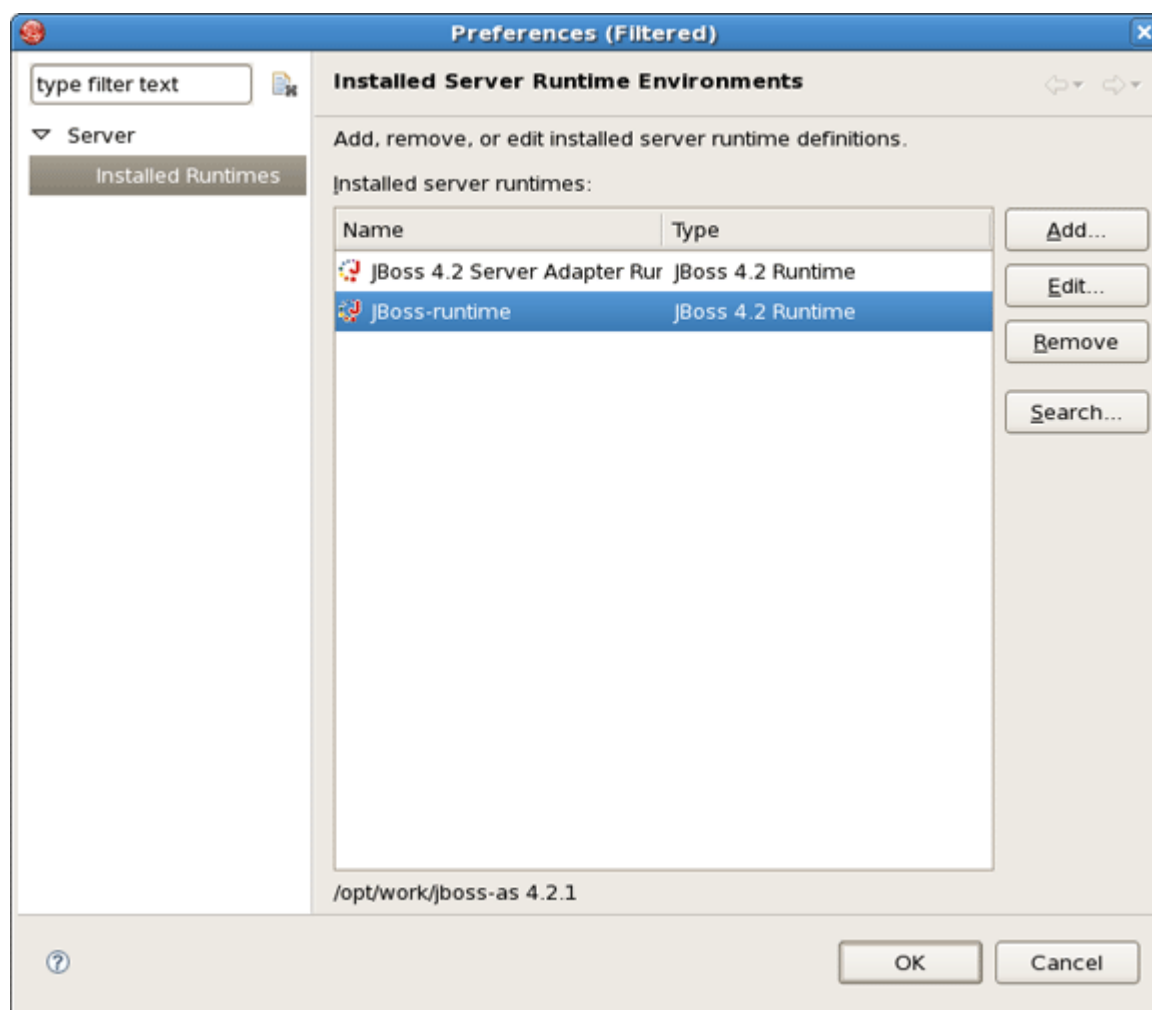 Preferences (Filtered)
type filter text
Server
Installed Runtimes
Installed Server Runtime Environments
Add, remove, or edit installed server runtime definitions.
Installed server runtimes:
Name Type
JBoss 4.2 Server Adapter Rur JBoss 4.2 Runtime
JBoss-runtime JBoss 4.2 Runtime
Add...
Edit...
Remove
Search...
/opt/work/jboss-as 4.2.1
OK Cancel